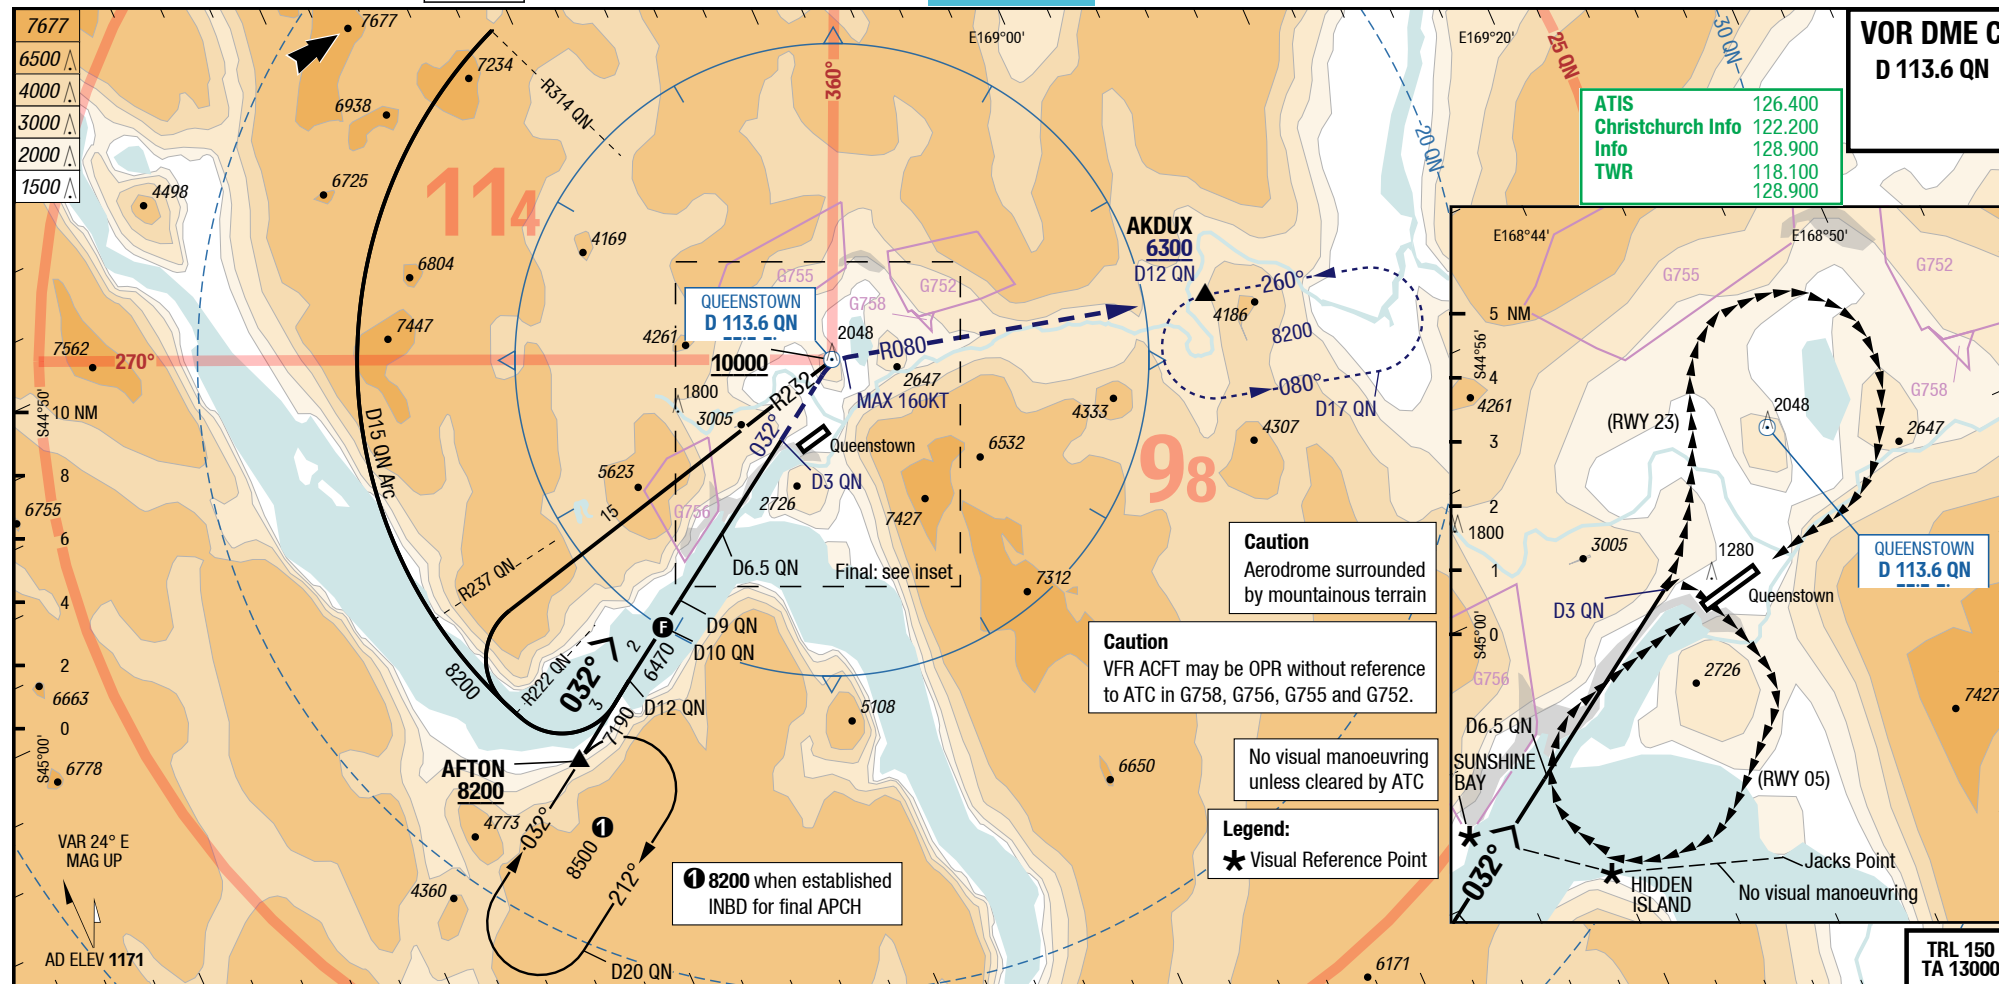 7677
6500
4000
3000
2000
1500
7677
7234
6938
6725
4498
R314 QN
114
4169
6804
7447
7562
270°
360°
E169°00'
E169°20'
25 QN
30 QN
20 QN
VOR DME C
D 113.6 QN
ATIS 126.400
Christchurch Info 122.200
Info 128.900
TWR 118.100
128.900
AKDUX
6300
D12 QN
260°
4186
8200
080°
D17 QN
G755
G752
G758
QUEENSTOWN
D 113.6 QN
2048
4261
10000
R080
R232
2647
MAX 160KT
1800
3005
032°
Queenstown
4333
6532
98
4307
D15 QN Arc
S44°50'
10 NM
8
6
4
2
0
S45°00'
6755
6663
6778
5623
15
G756
D3 QN
2726
7427
D6.5 QN
Final: see inset
7312
R237 QN
R222 QN
8200
F
D9 QN
D10 QN
2
6470
032°
3
D12 QN
7190
5108
AFTON
8200
4773
032°
8500 1
212°
4360
D20 QN
6650
6171
VAR 24° E
MAG UP
AD ELEV 1171
1 8200 when established
INBD for final APCH
Caution
Aerodrome surrounded
by mountainous terrain
Caution
VFR ACFT may be OPR without reference
to ATC in G758, G756, G755 and G752.
No visual manoeuvring
unless cleared by ATC
Legend:
Visual Reference Point
E168°44'
E168°50'
G755
G752
G758
5 NM
4
3
2
1
0
S44°56'
S45°00'
4261
(RWY 23)
2048
2647
1800
3005
1280
QUEENSTOWN
D 113.6 QN
D3 QN
Queenstown
G756
2726
7427
D6.5 QN
SUNSHINE
BAY
(RWY 05)
032°
HIDDEN
ISLAND
Jacks Point
No visual manoeuvring
TRL 150
TA 13000